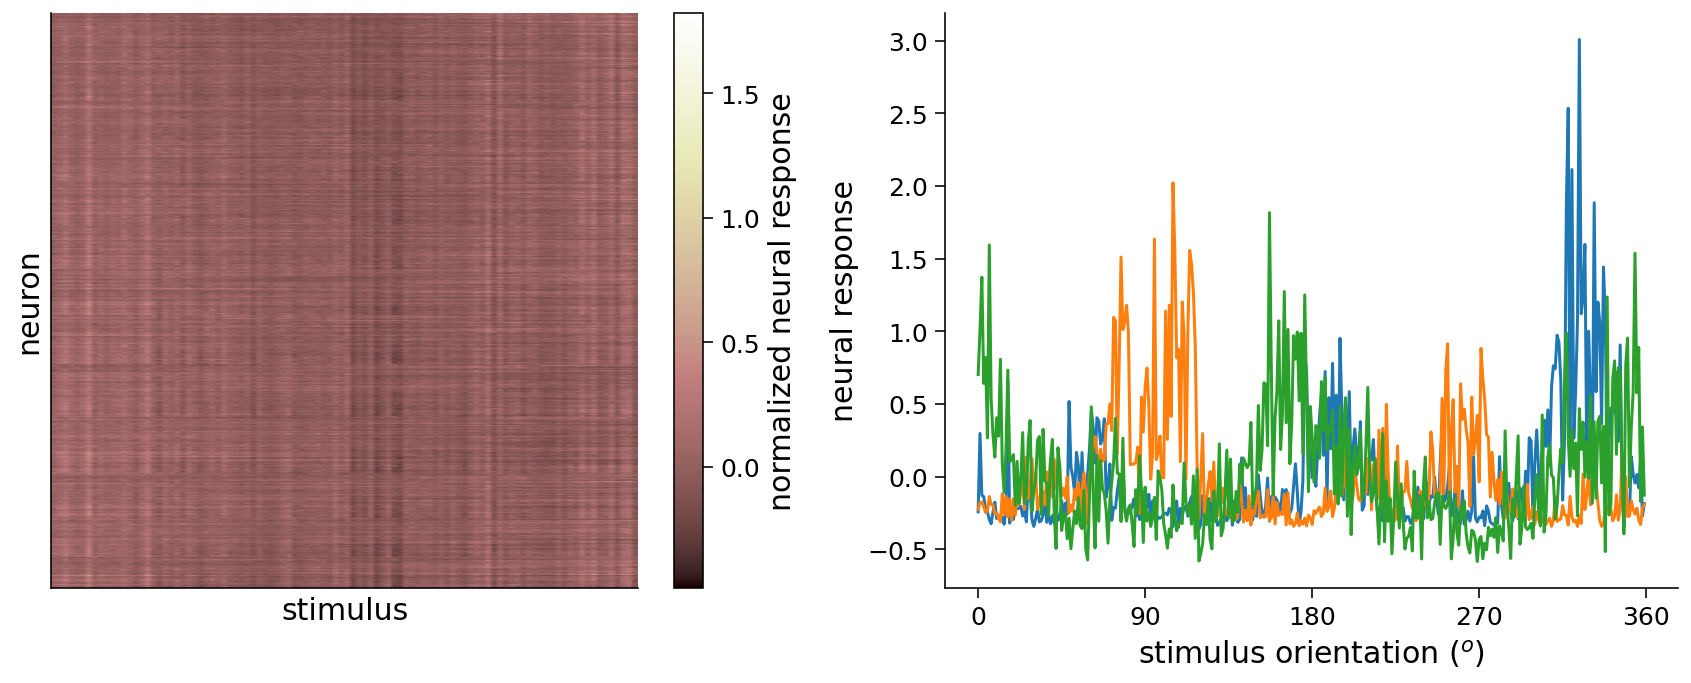 neuron
stimulus
1.5
1.0
0.5
0.0
normalized neural response
neural response
3.0
2.5
2.0
1.5
1.0
0.5
0.0
−0.5
0 90 180 270 360
stimulus orientation (o)